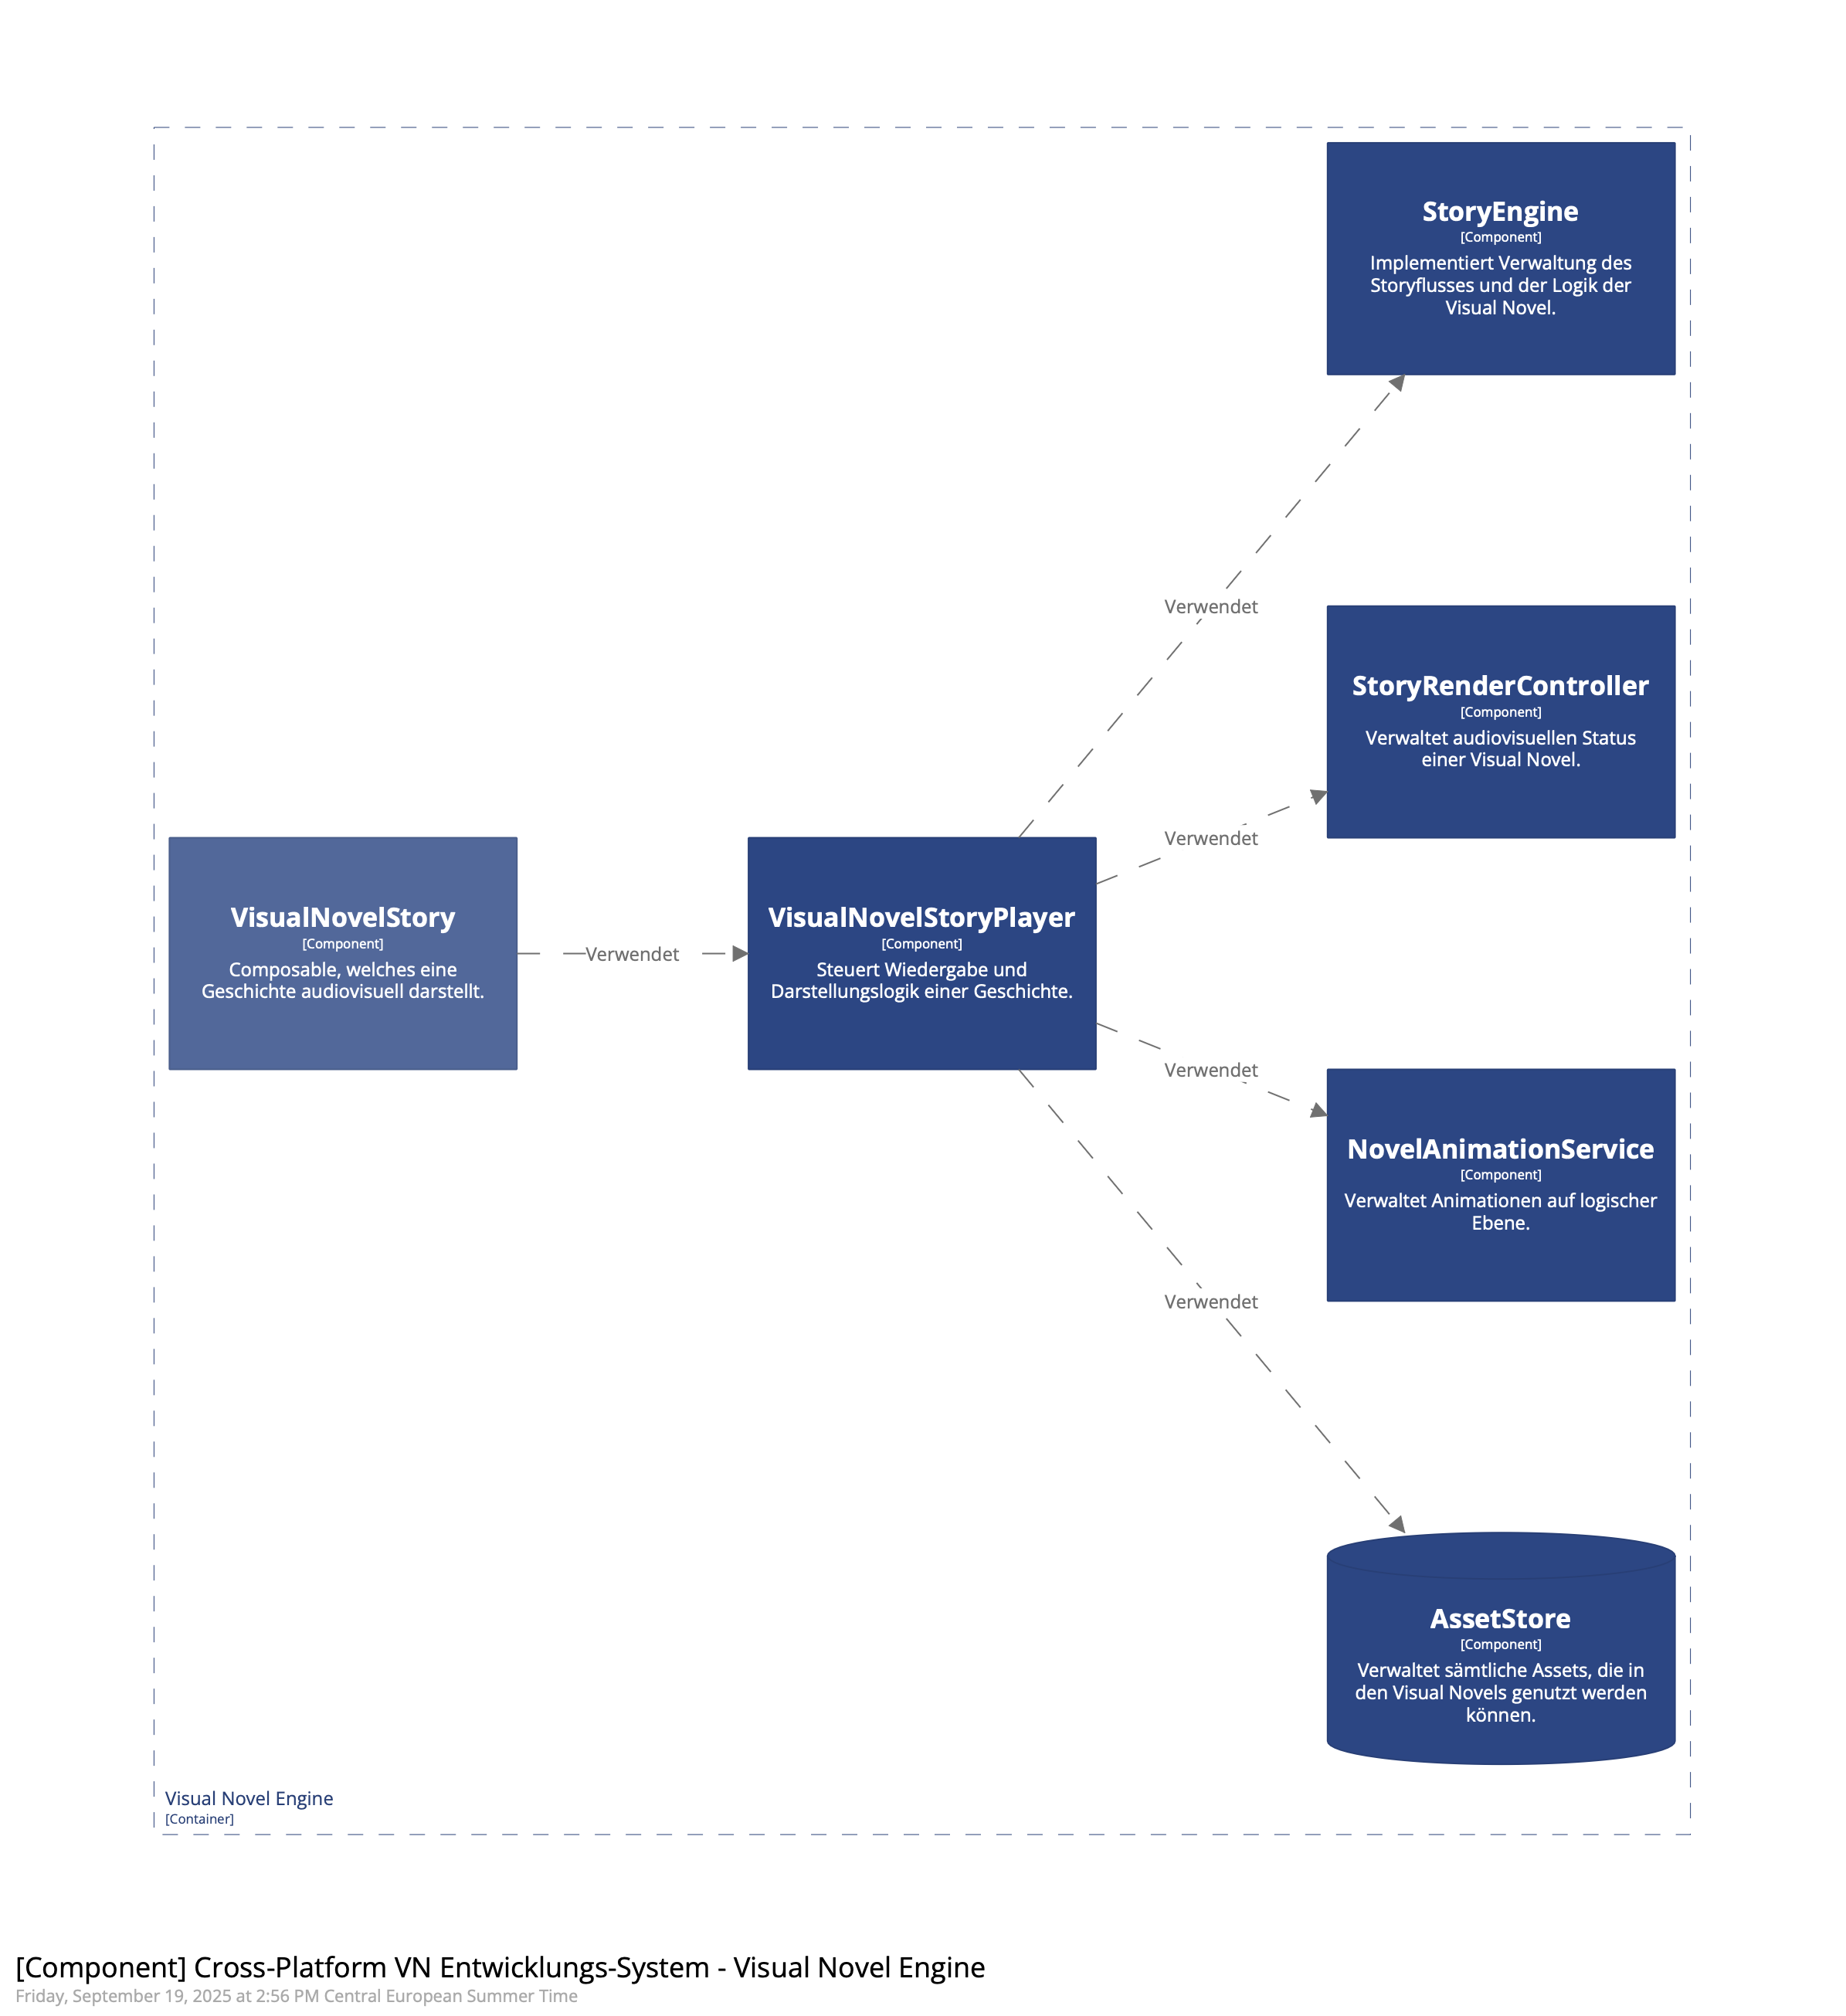 StoryEngine
[Component]
Implementiert Verwaltung des
Storyflusses und der Logik der
Visual Novel.
Verwendet
StoryRenderController
[Component]
Verwaltet audiovisuellen Status
einer Visual Novel.
Verwendet
VisualNovelStory
[Component]
Composable, welches eine
Geschichte audiovisuell darstellt.
Verwendet
VisualNovelStoryPlayer
[Component]
Steuert Wiedergabe und
Darstellungslogik einer Geschichte.
Verwendet
NovelAnimationService
[Component]
Verwaltet Animationen auf logischer
Ebene.
Verwendet
AssetStore
[Component]
Verwaltet sämtliche Assets, die in
den Visual Novels genutzt werden
können.
Visual Novel Engine
[Container]
[Component] Cross-Platform VN Entwicklungs-System - Visual Novel Engine
Friday, September 19, 2025 at 2:56 PM Central European Summer Time